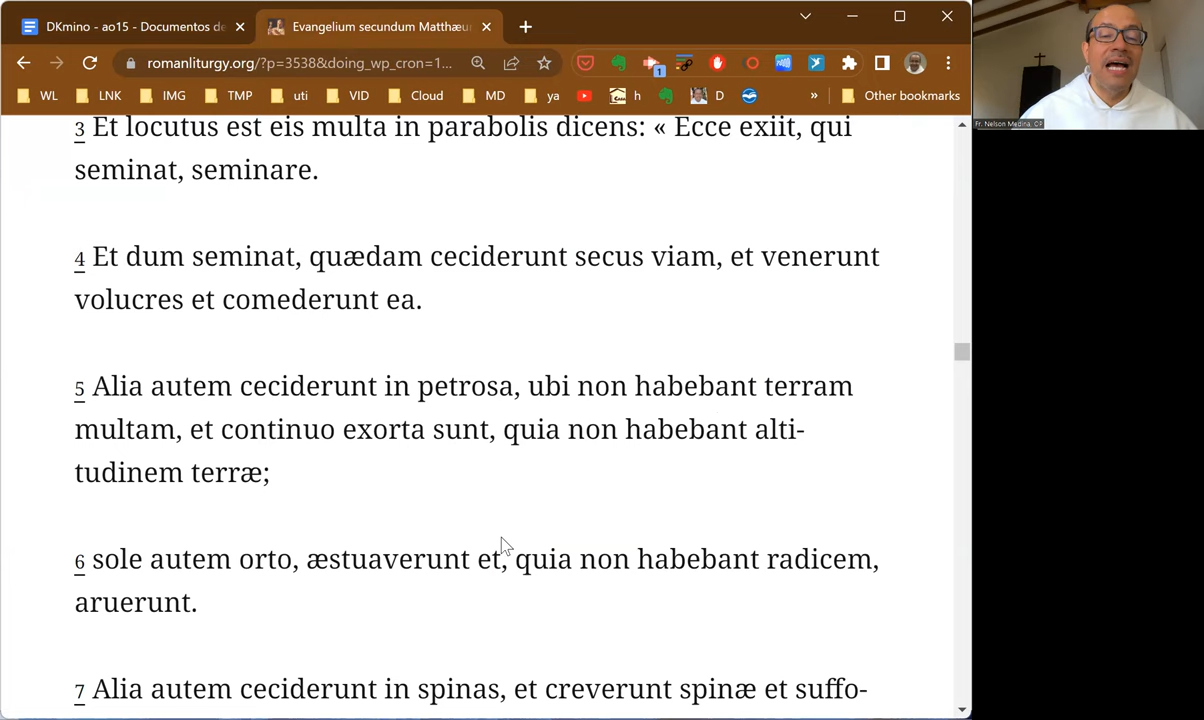 DKmino - ao15 - Documentos de
Evangelium secundum Matthæu
romanliturgy.org/?p=3538&doing_wp_cron=1...
WL LNK IMG TMP uti VID Cloud MD ya h D » Other bookmarks
3 Et locutus est eis multa in parabolis dicens: « Ecce exiit, qui
seminat, seminare.
4 Et dum seminat, quædam ceciderunt secus viam, et venerunt
volucres et comederunt ea.
5 Alia autem ceciderunt in petrosa, ubi non habebant terram
multam, et continuo exorta sunt, quia non habebant alti-
tudinem terræ;
6 sole autem orto, æstuaverunt et, quia non habebant radicem,
aruerunt.
7 Alia autem ceciderunt in spinas, et creverunt spinæ et suffo-
Fr. Nelson Medina, OP